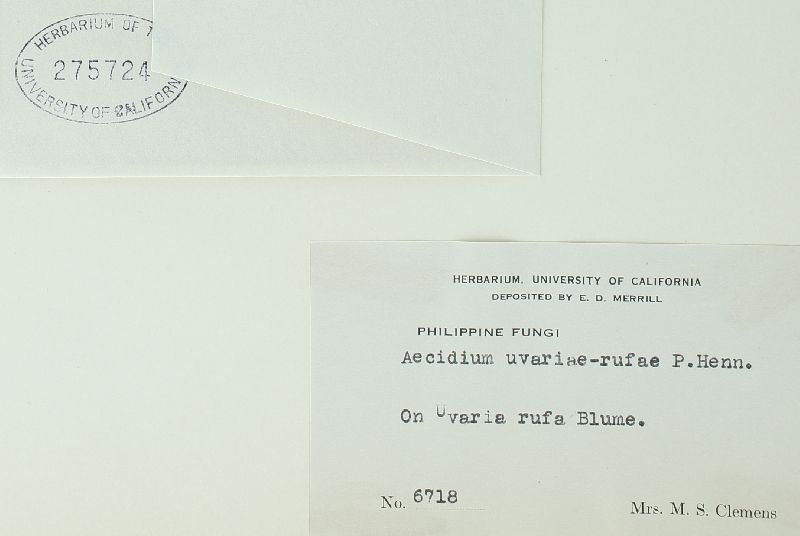 HERBARIUM OF
275724
UNIVERSITY OF CALIFORN
HERBARIUM, UNIVERSITY OF CALIFORNIA
DEPOSITED BY E. D. MERRILL
PHILIPPINE FUNGI
Aecidium uvariae-rufae P.Henn.
On Uvaria rufa Blume.
No. 6718
Mrs. M. S. Clemens